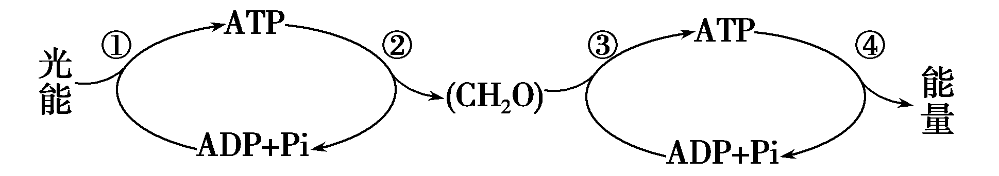 光能
①
ATP
②
ADP+Pi
(CH₂O)
③
ATP
④
ADP+Pi
能量